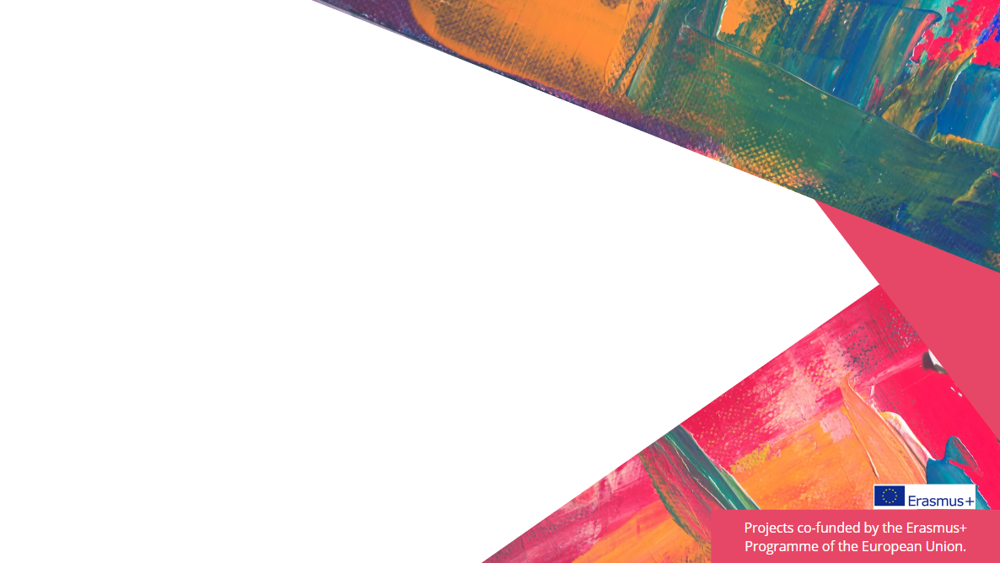 Erasmus+
Projects co-funded by the Erasmus+
Programme of the European Union.